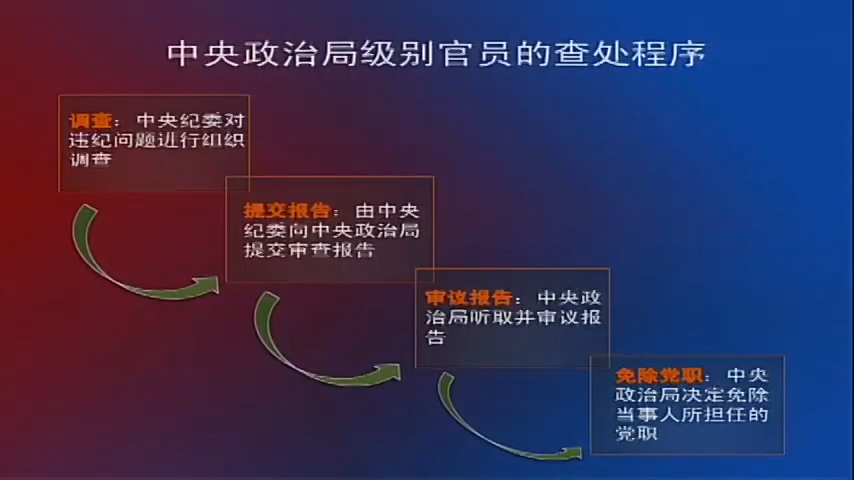 中央政治局级别官员的查处程序
调查：中央纪委对
违纪问题进行组织
调查
提交报告：由中央
纪委向中央政治局
提交审查报告
审议报告：中央政
治局听取并审议报
告
免除党职：中央
政治局决定免除
当事人所担任的
党职